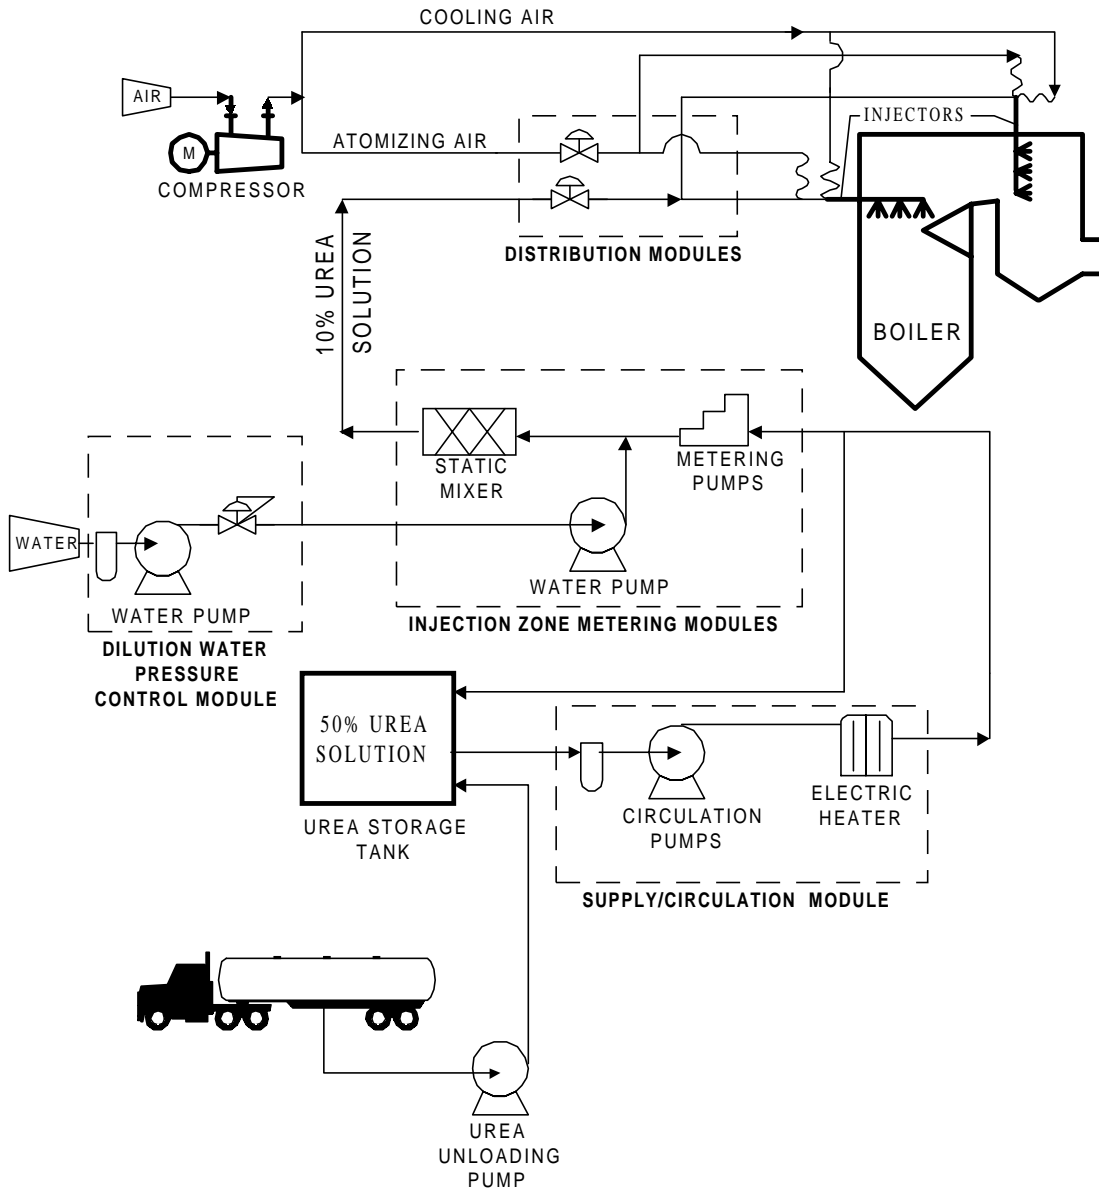 COOLING AIR
AIR
INJECTORS
ATOMIZING AIR
M
COMPRESSOR
DISTRIBUTION MODULES
10% UREA
SOLUTION
BOILER
STATIC
MIXER
METERING
PUMPS
WATER
WATER PUMP
WATER PUMP
INJECTION ZONE METERING MODULES
DILUTION WATER
PRESSURE
CONTROL MODULE
50% UREA
SOLUTION
UREA STORAGE
TANK
CIRCULATION
PUMPS
ELECTRIC
HEATER
SUPPLY/CIRCULATION MODULE
UREA
UNLOADING
PUMP